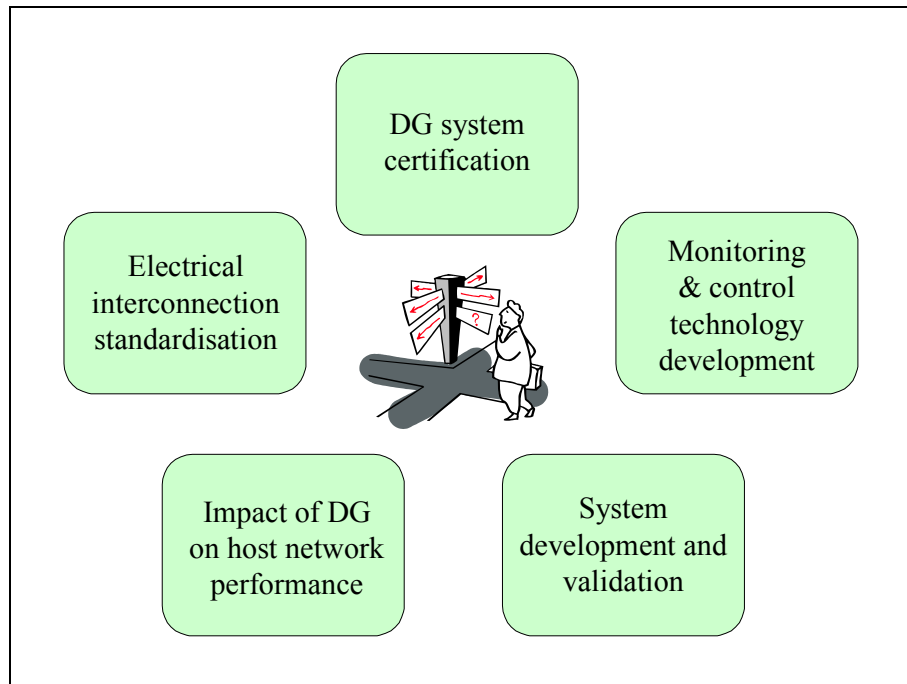 DG system
certification
Electrical
interconnection
standardisation
Monitoring
& control
technology
development
?
Impact of DG
on host network
performance
System
development and
validation